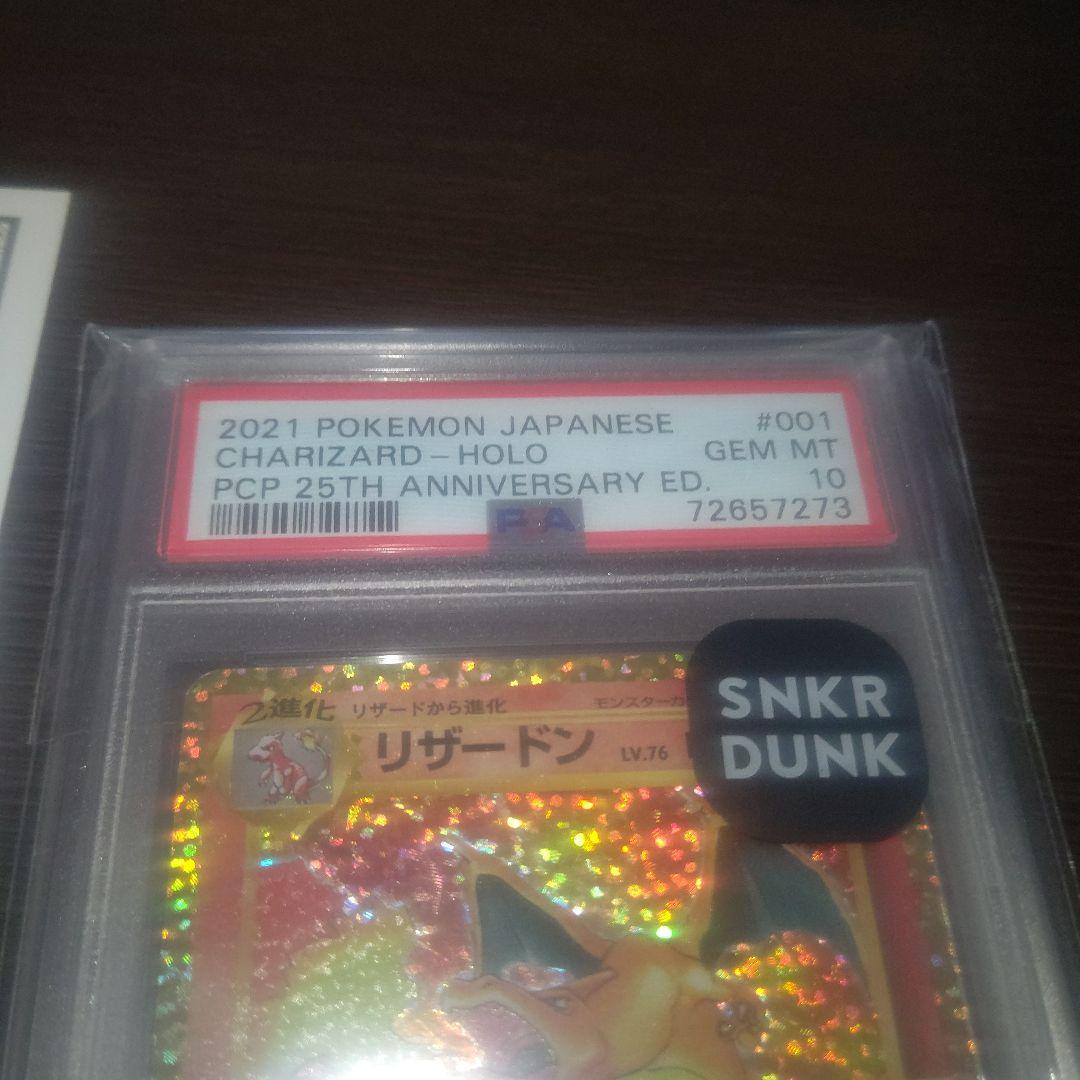 2021 POKEMON JAPANESE #001
CHARIZARD-HOLO GEM MT
PCP 25TH ANNIVERSARY ED. 10
PSA 72657273
SNKR
DUNK
2進化 リザードから進化 モンスターカ
リザードン LV.76